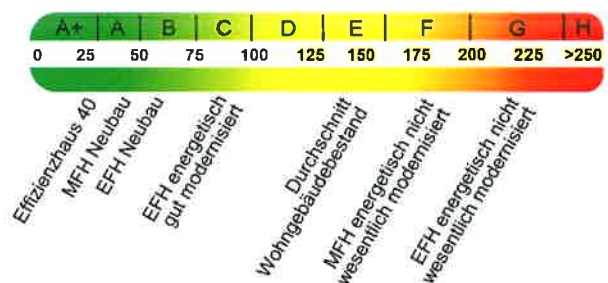 A+ A B C D E F G H
0 25 50 75 100 125 150 175 200 225 >250
Effizienzhaus 40
MFH Neubau
EFH Neubau
EFH energetisch
gut modernisiert
Durchschnitt
Wohngebäudebestand
MFH energetisch nicht
wesentlich modernisiert
EFH energetisch nicht
wesentlich modernisiert